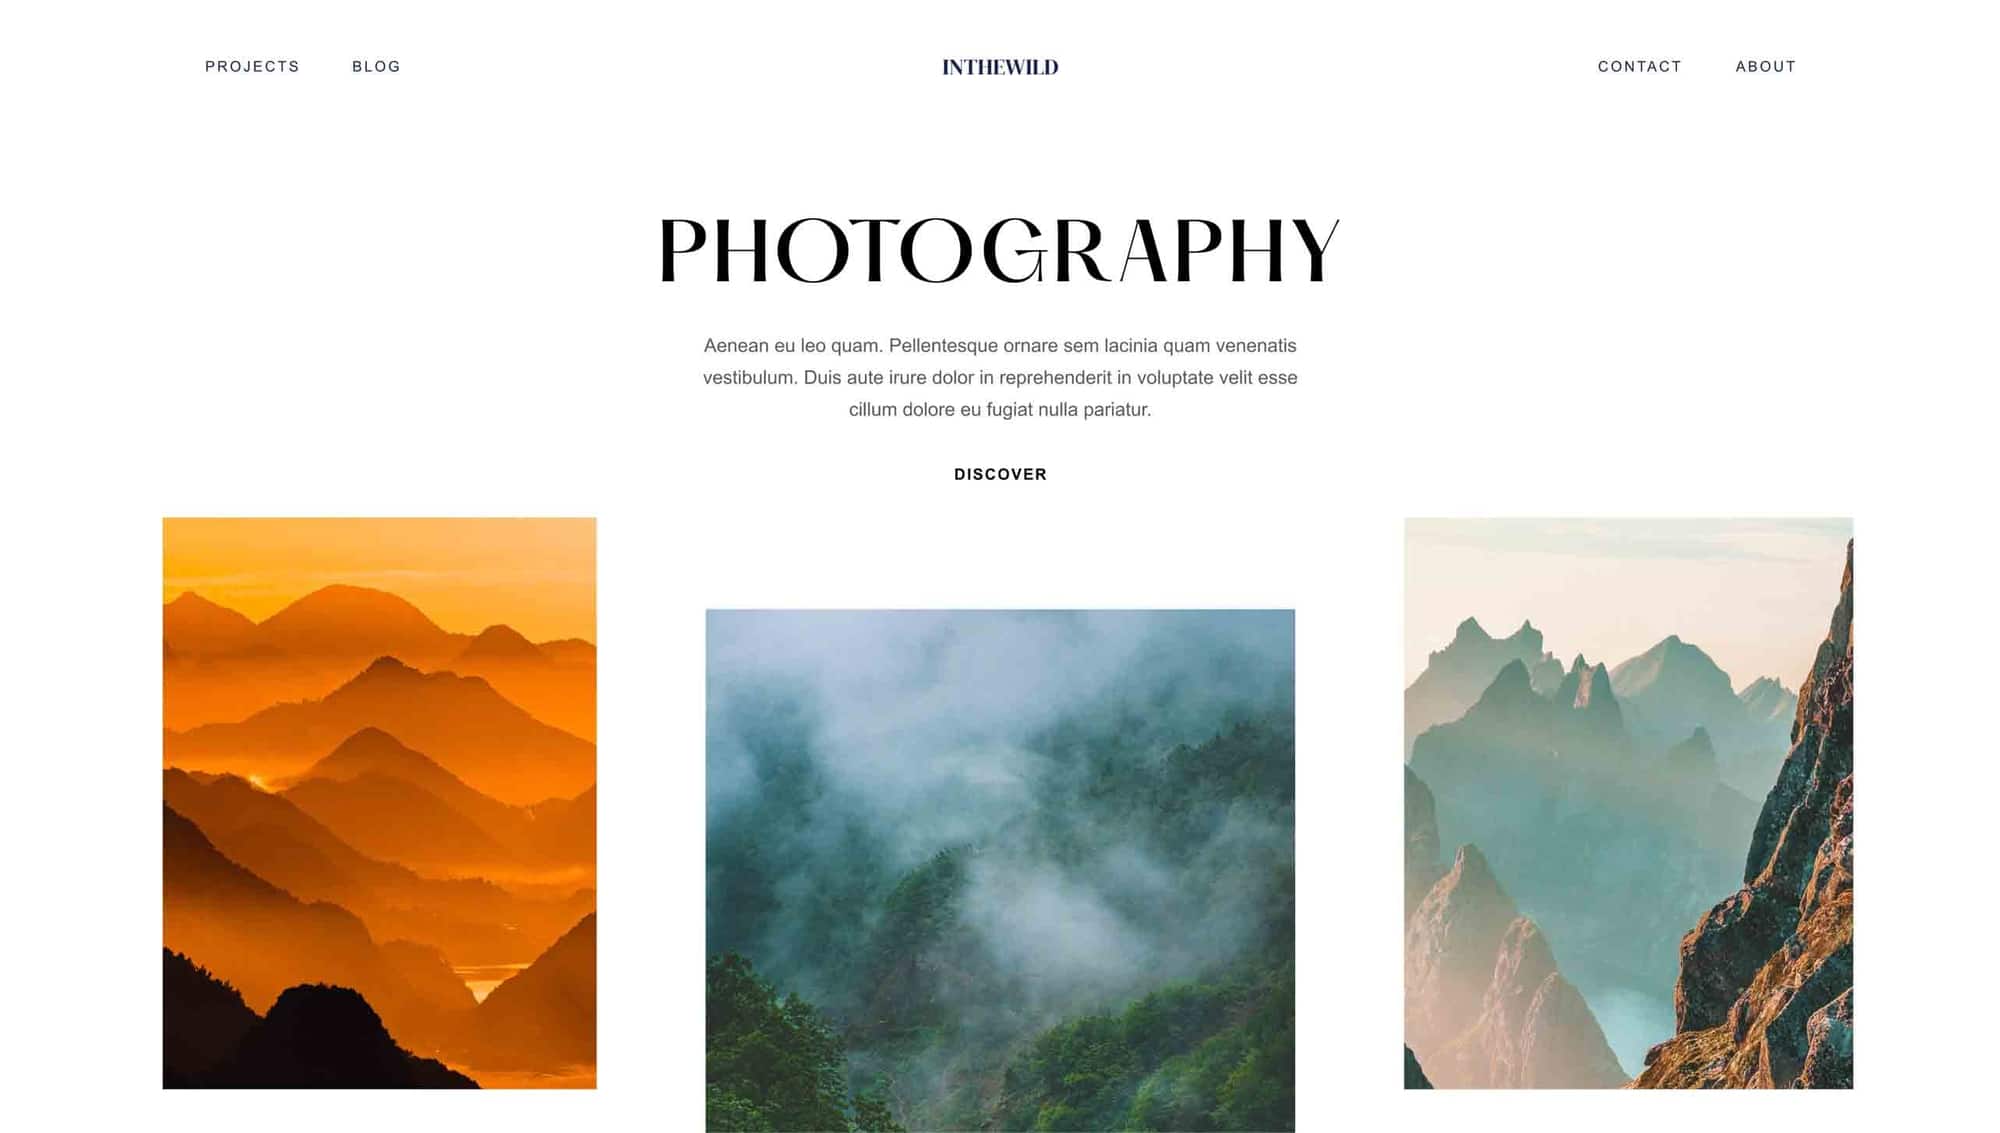 PROJECTS BLOG INTHEWILD CONTACT ABOUT
PHOTOGRAPHY
Aenean eu leo quam. Pellentesque ornare sem lacinia quam venenatis
vestibulum. Duis aute irure dolor in reprehenderit in voluptate velit esse
cillum dolore eu fugiat nulla pariatur.
DISCOVER